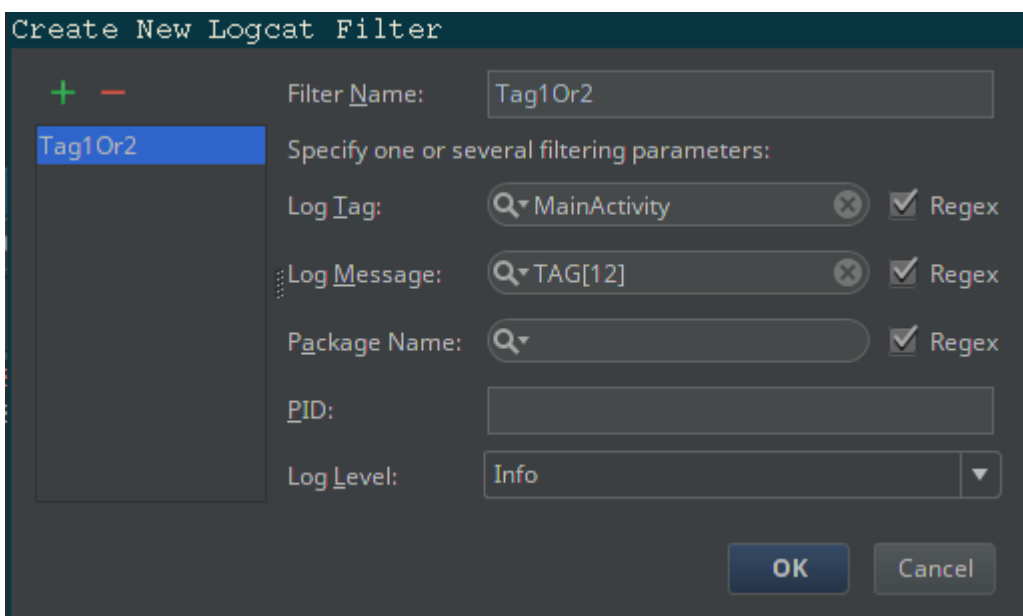 Create New Logcat Filter
Filter Name: Tag1Or2
Tag1Or2
Specify one or several filtering parameters:
Log Tag: MainActivity Regex
Log Message: TAG[12] Regex
Package Name: Regex
PID:
Log Level: Info
OK Cancel